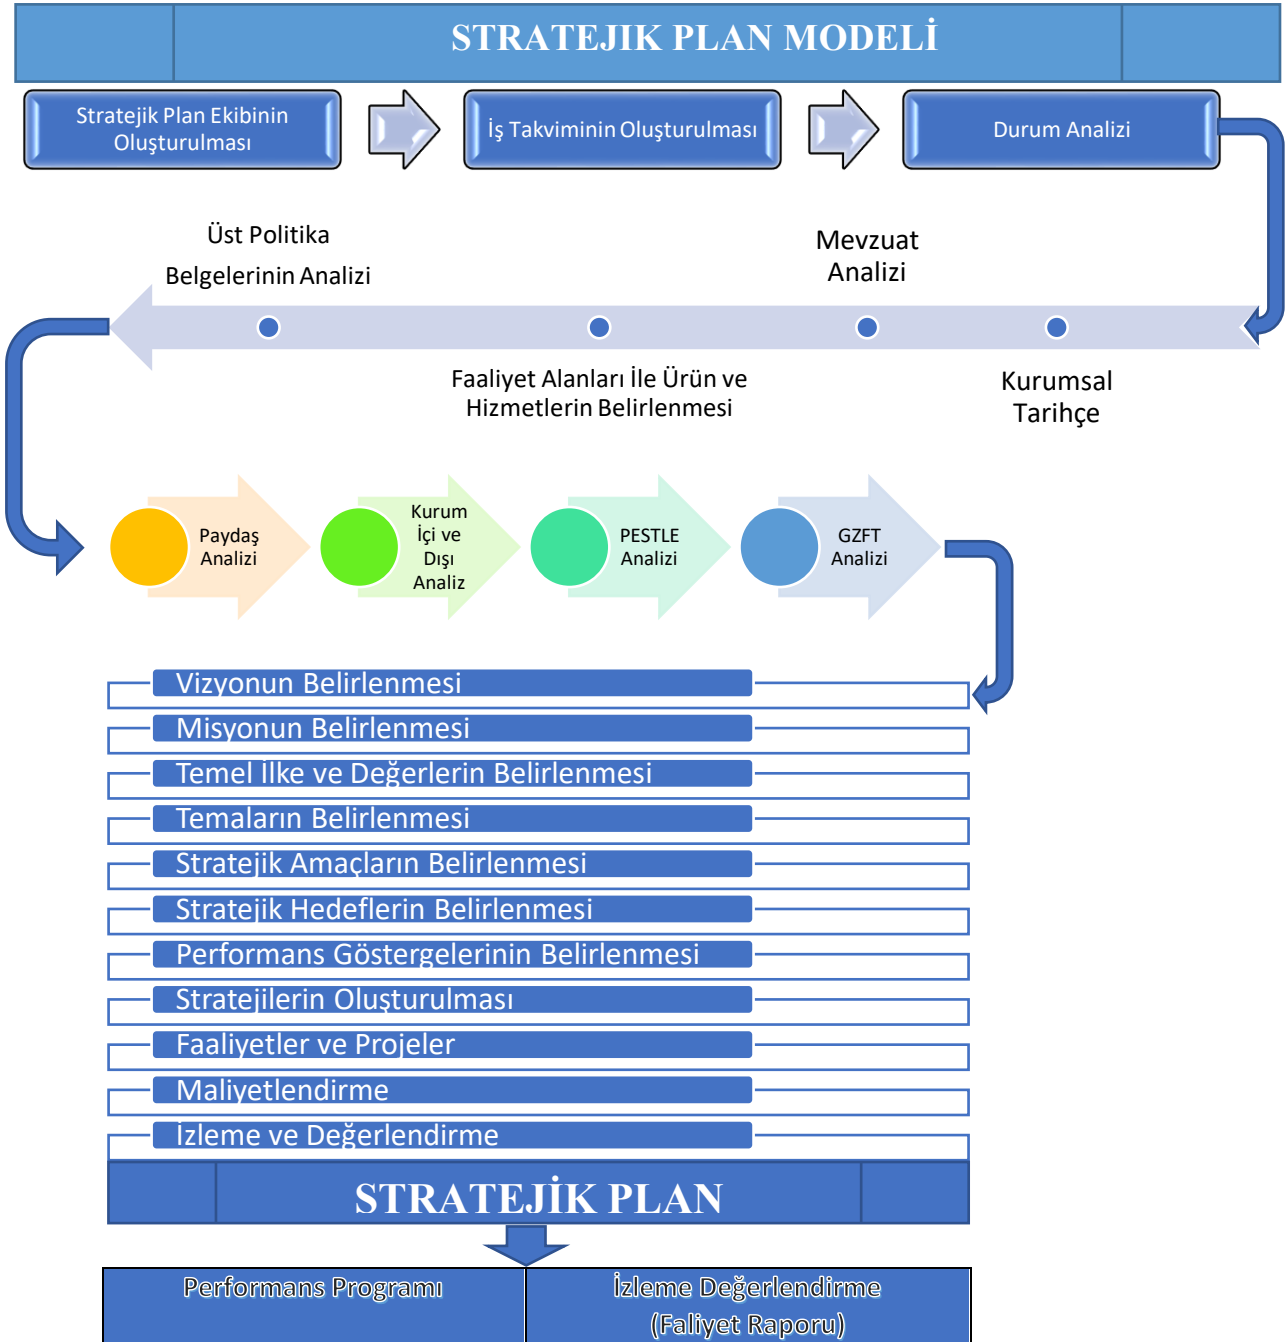 STRATEJIK PLAN MODELİ
Stratejik Plan Ekibinin
Oluşturulması
İş Takviminin Oluşturulması
Durum Analizi
Üst Politika
Belgelerinin Analizi
Mevzuat
Analizi
Faaliyet Alanları İle Ürün ve
Hizmetlerin Belirlenmesi
Kurumsal
Tarihçe
Paydaş
Analizi
Kurum
İçi ve
Dışı
Analiz
PESTLE
Analizi
GZFT
Analizi
Vizyonun Belirlenmesi
Misyonun Belirlenmesi
Temel İlke ve Değerlerin Belirlenmesi
Temaların Belirlenmesi
Stratejik Amaçların Belirlenmesi
Stratejik Hedeflerin Belirlenmesi
Performans Göstergelerinin Belirlenmesi
Stratejilerin Oluşturulması
Faaliyetler ve Projeler
Maliyetlendirme
İzleme ve Değerlendirme
STRATEJİK PLAN
Performans Programı
İzleme Değerlendirme
(Faliyet Raporu)